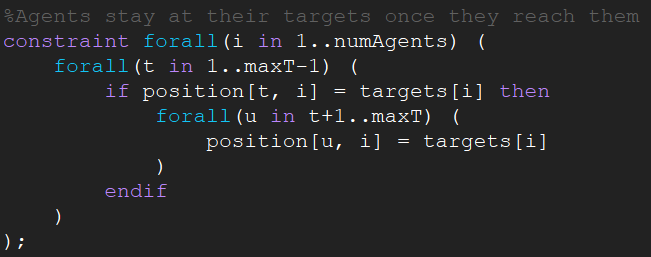 %Agents stay at their targets once they reach them
constraint forall(i in 1..numAgents) (
    forall(t in 1..maxT-1) (
        if position[t, i] = targets[i] then
            forall(u in t+1..maxT) (
                position[u, i] = targets[i]
            )
        endif
    )
);